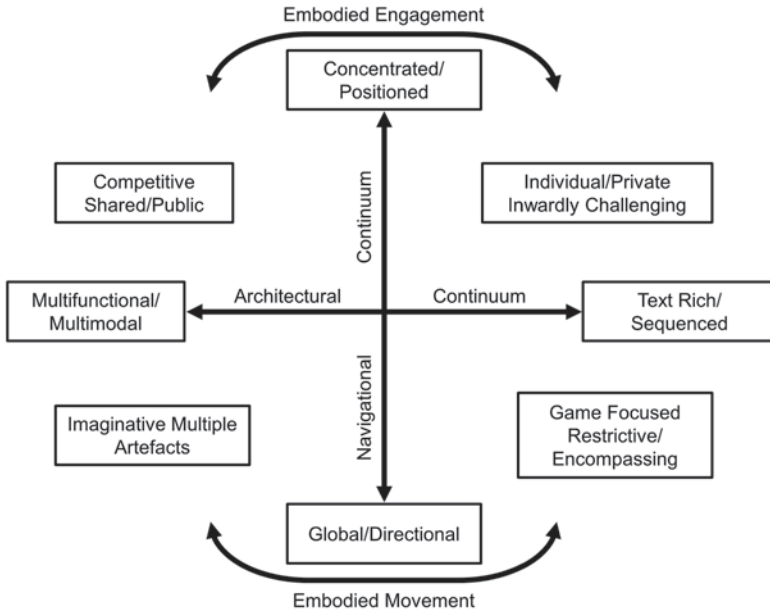 Embodied Engagement
Concentrated/
Positioned
Competitive
Shared/Public
Individual/Private
Inwardly Challenging
Continuum
Multifunctional/
Multimodal
Architectural
Continuum
Text Rich/
Sequenced
Navigational
Imaginative Multiple
Artefacts
Game Focused
Restrictive/
Encompassing
Global/Directional
Embodied Movement